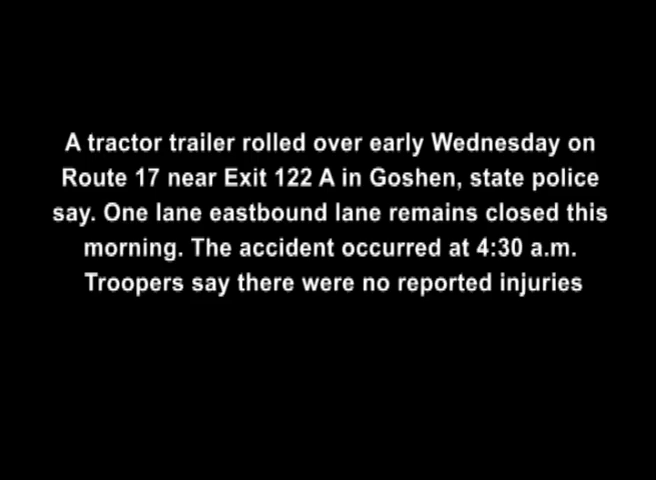 A tractor trailer rolled over early Wednesday on
Route 17 near Exit 122 A in Goshen, state police
say. One lane eastbound lane remains closed this
morning. The accident occurred at 4:30 a.m.
Troopers say there were no reported injuries